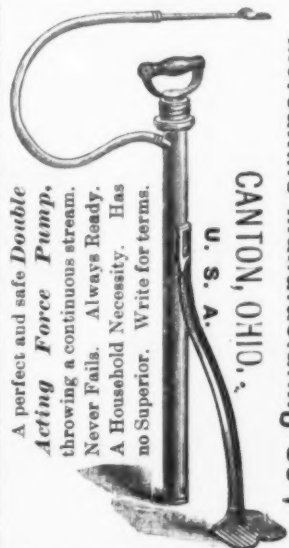 CANTON, OHIO,
U. S. A.
A perfect and safe Double
Acting Force Pump,
throwing a continuous stream.
Never Fails. Always Ready.
A Household Necessity. Has
no Superior. Write for terms.